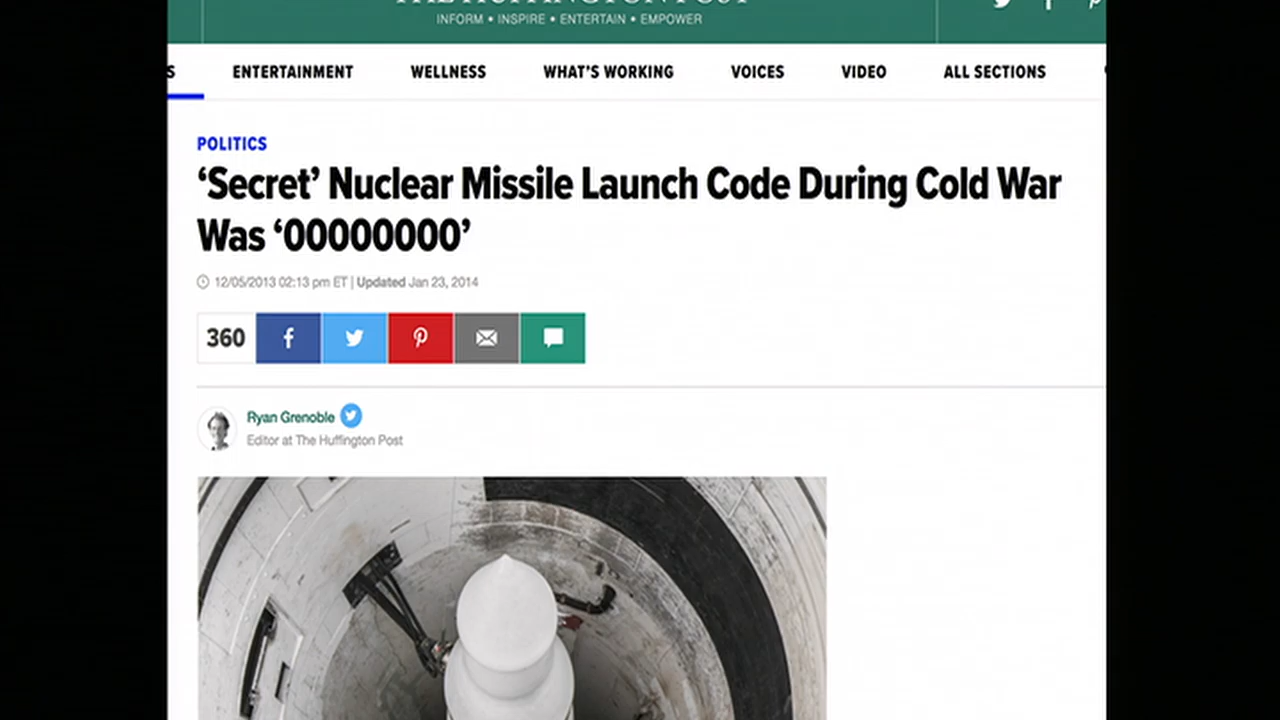 INFORM • INSPIRE • ENTERTAIN • EMPOWER
S ENTERTAINMENT WELLNESS WHAT'S WORKING VOICES VIDEO ALL SECTIONS
POLITICS
‘Secret’ Nuclear Missile Launch Code During Cold War
Was ‘00000000’
12/05/2013 02:13 pm ET | Updated Jan 23, 2014
360
Ryan Grenoble
Editor at The Huffington Post